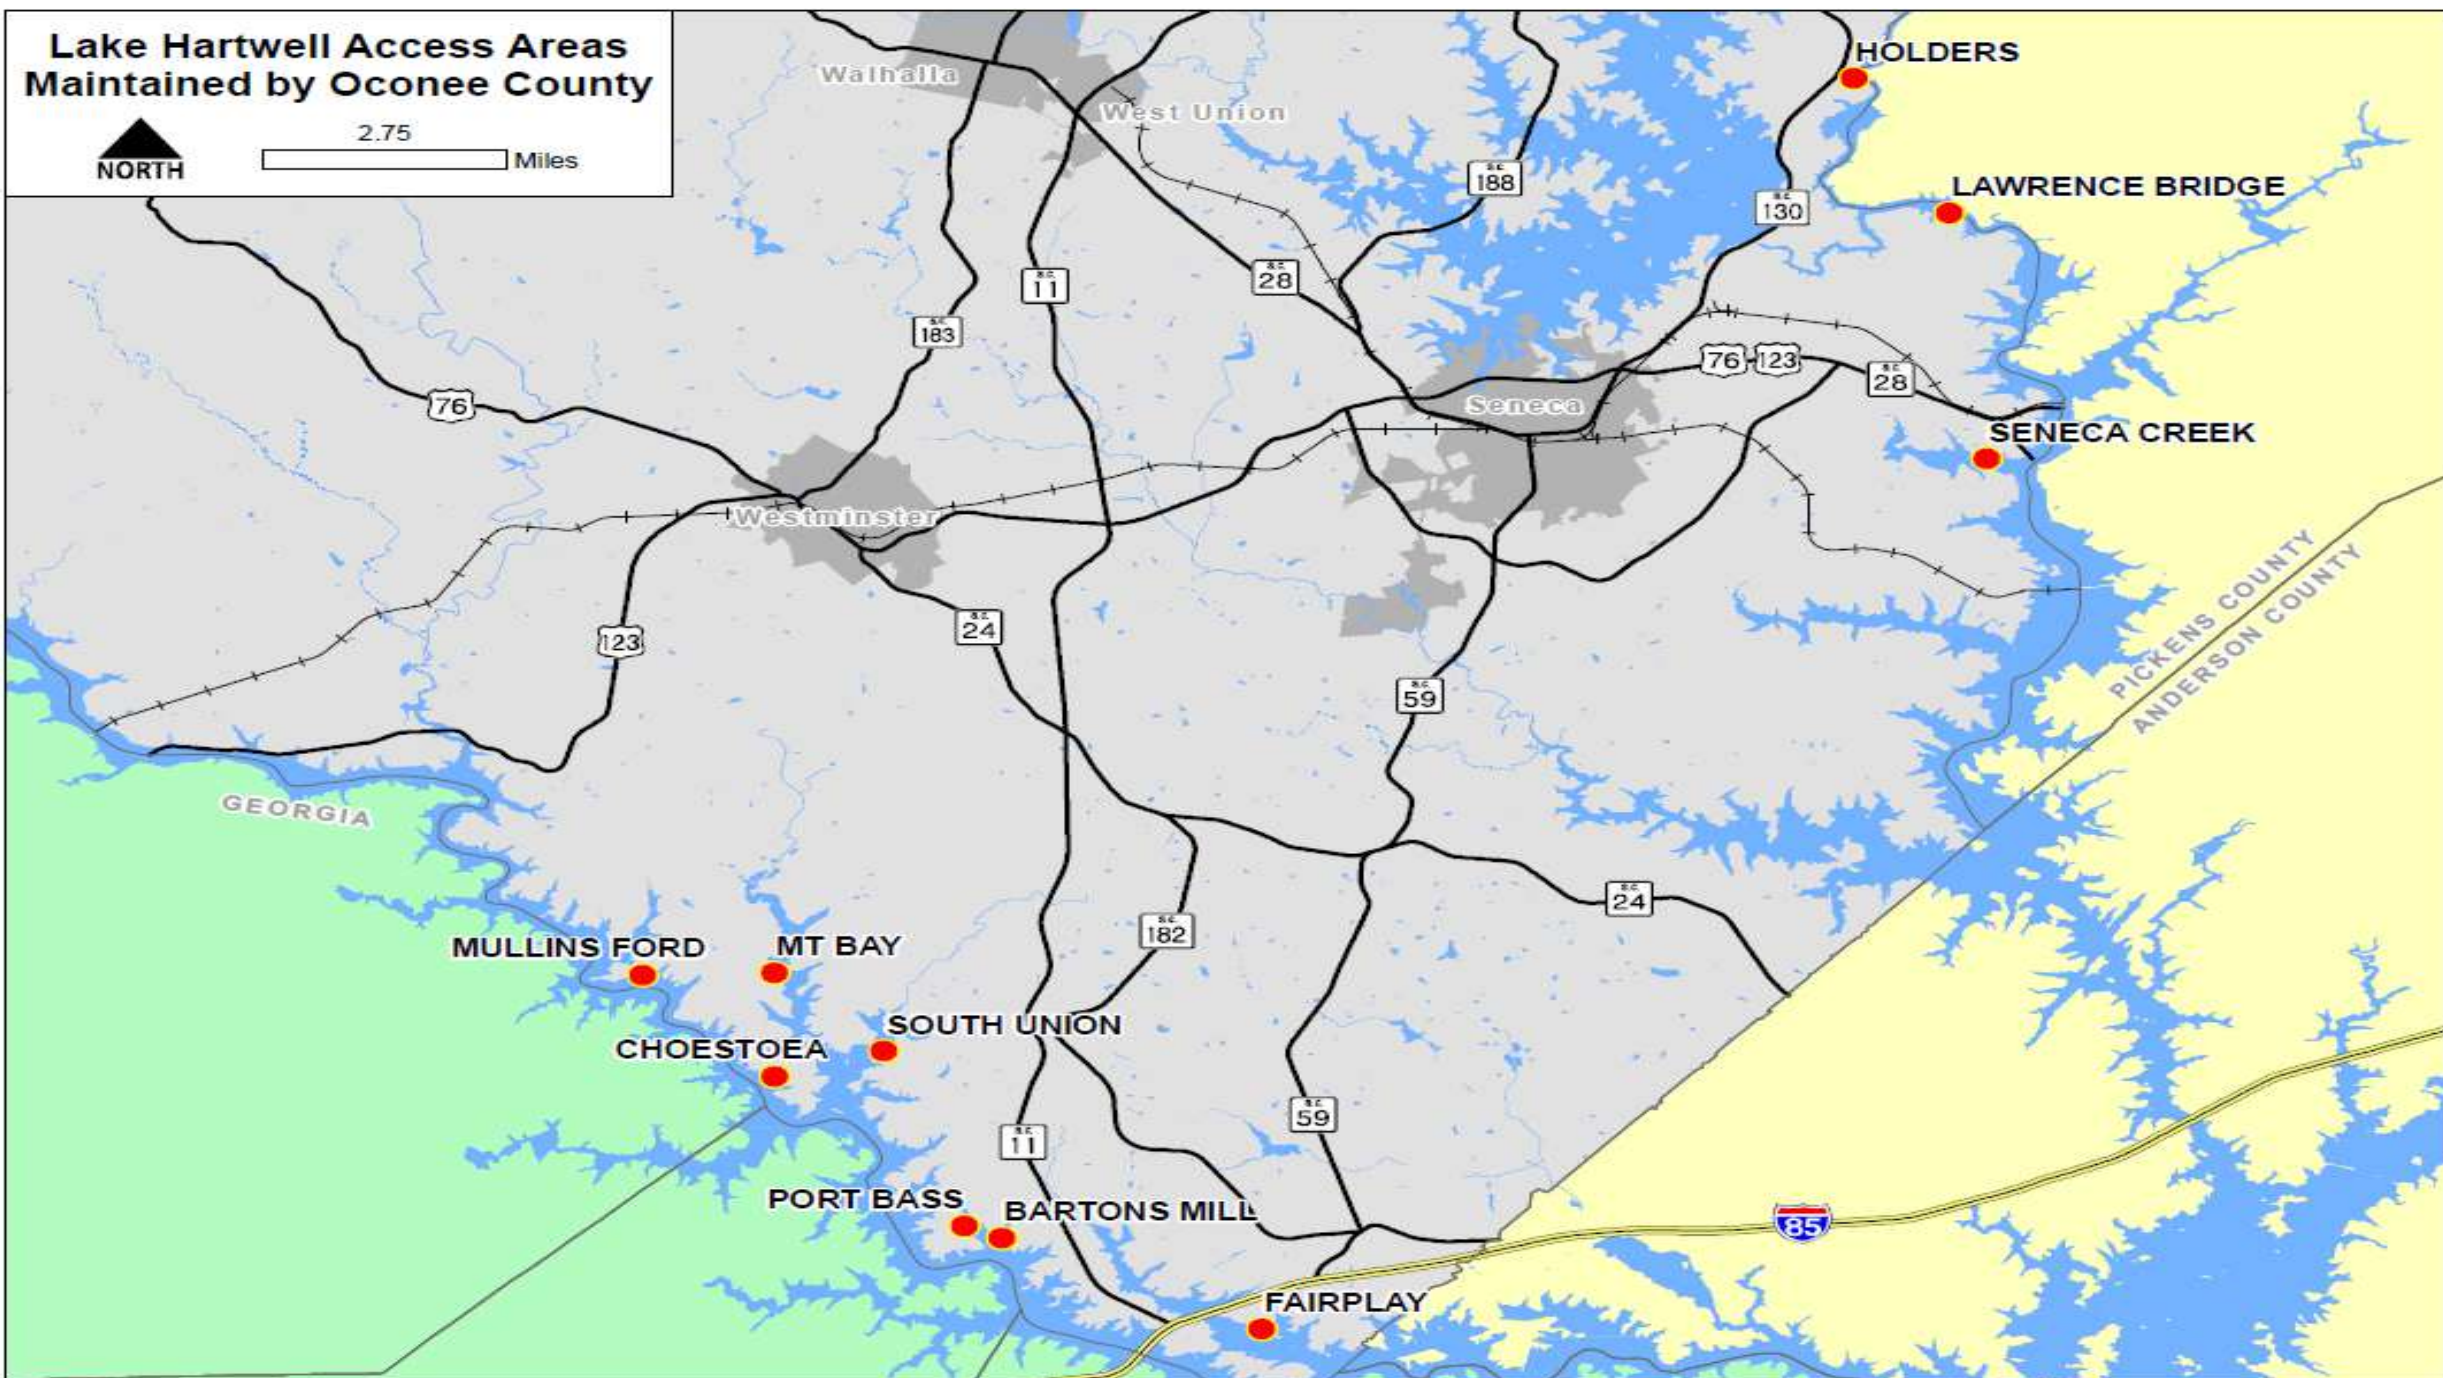 Lake Hartwell Access Areas
Maintained by Oconee County
2.75
NORTH
Miles
Walhalla
West Union
HOLDERS
S.C.
188
LAWRENCE BRIDGE
S.C.
130
S.C.
28
S.C.
11
S.C.
183
76
123
S.C.
28
76
Seneca
SENECA CREEK
Westminster
PICKENS COUNTY
ANDERSON COUNTY
S.C.
24
123
S.C.
59
GEORGIA
S.C.
24
S.C.
182
MULLINS FORD
MT BAY
SOUTH UNION
CHOESTOEA
S.C.
59
S.C.
11
PORT BASS
BARTONS MILL
85
FAIRPLAY